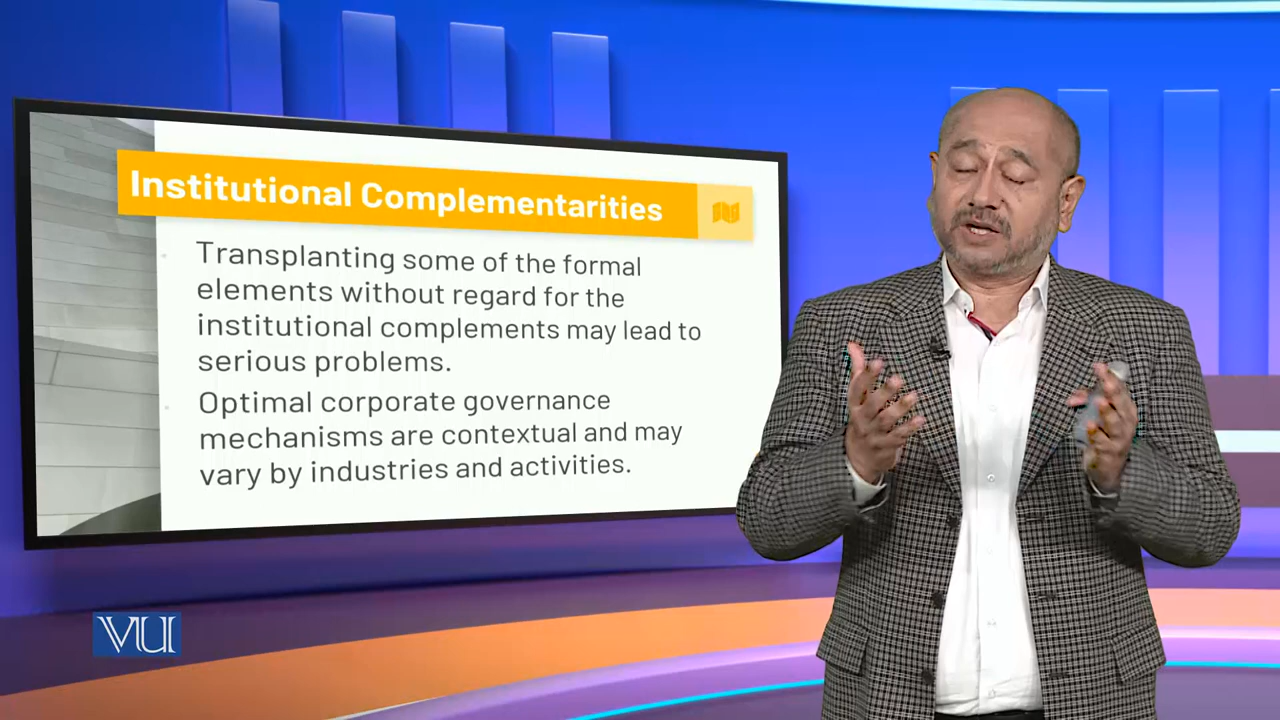 Institutional Complementarities
Transplanting some of the formal
elements without regard for the
institutional complements may lead to
serious problems.
Optimal corporate governance
mechanisms are contextual and may
vary by industries and activities.
VU